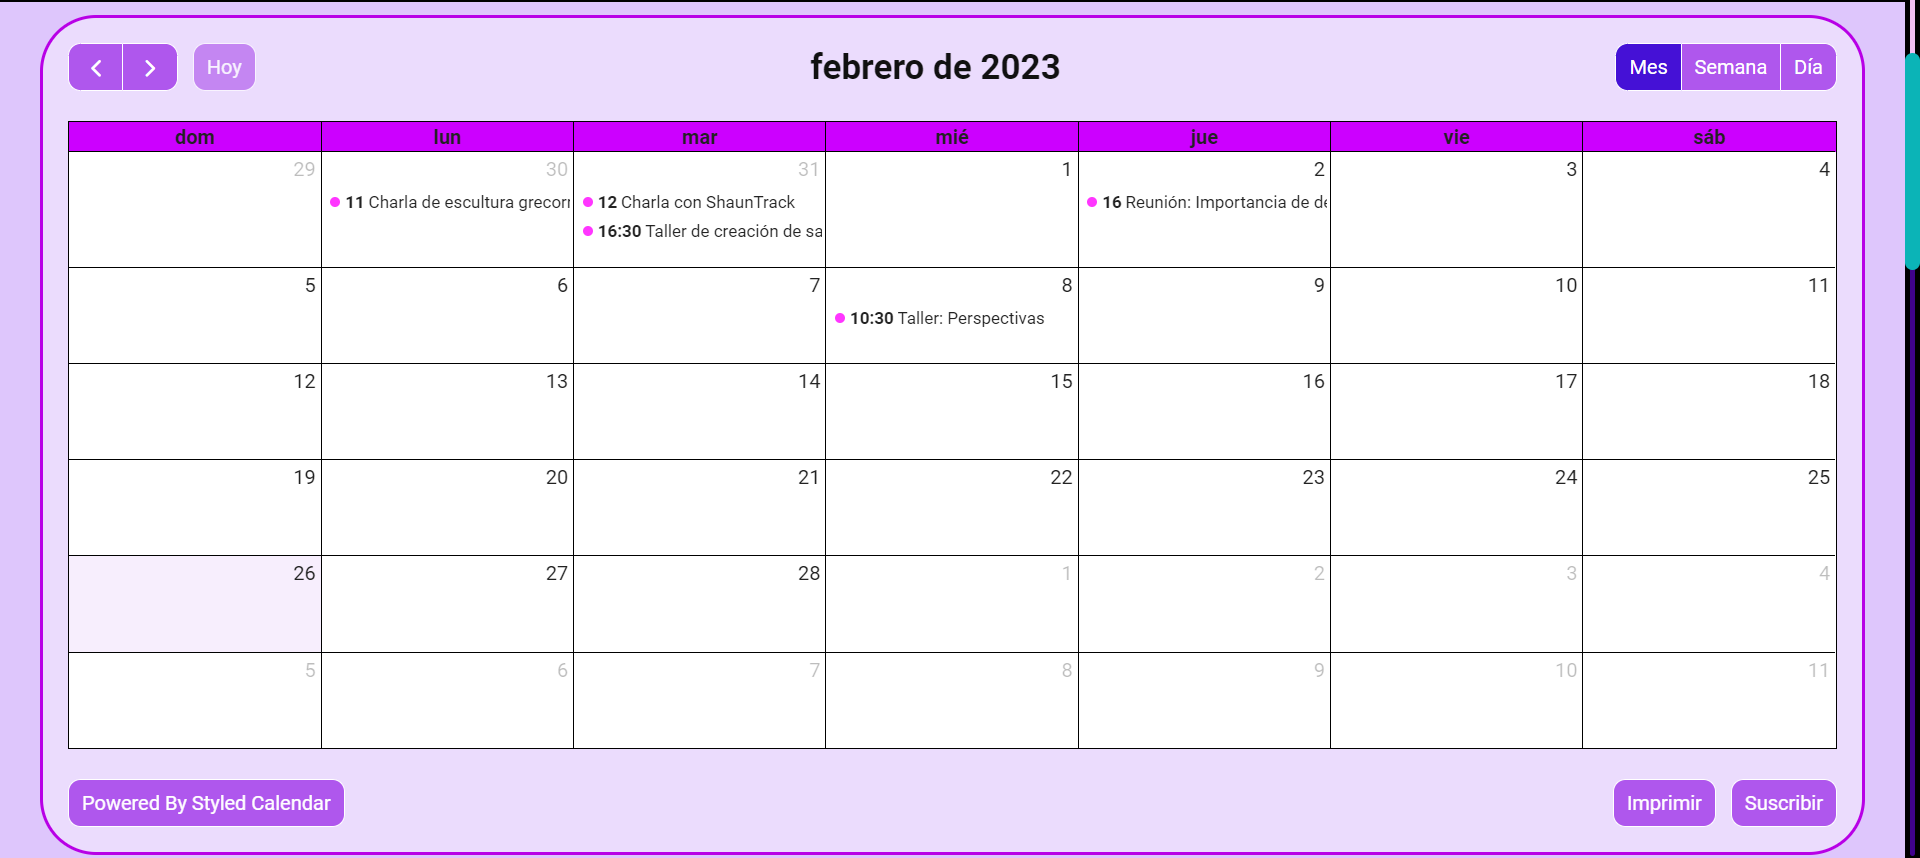 Hoy
febrero de 2023
Mes Semana Día
dom lun mar mié jue vie sáb
29 30 31 1 2 3 4
11 Charla de escultura
12 Charla con ShaunTrack
16 Reunión: Importancia de
16:30 Taller de creación de
5 6 7 8 9 10 11
10:30 Taller: Perspectivas
12 13 14 15 16 17 18
19 20 21 22 23 24 25
26 27 28 1 2 3 4
5 6 7 8 9 10 11
Powered By Styled Calendar
Imprimir Suscribir